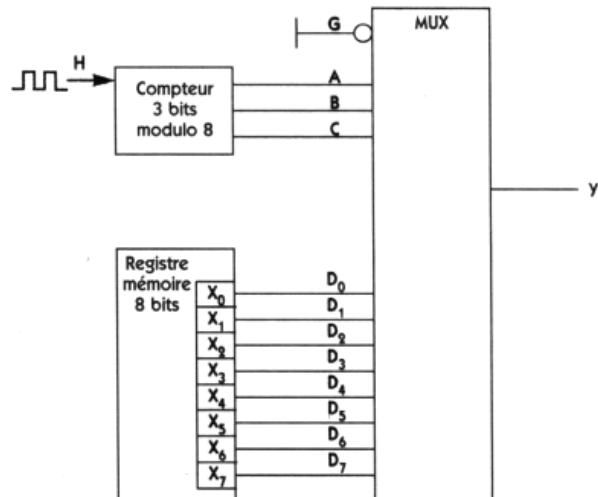 G
MUX
H
A
Compteur
3 bits
modulo 8
B
C
y
Registre
mémoire
8 bits
X0
D0
X1
D1
X2
D2
X3
D3
X4
D4
X5
D5
X6
D6
X7
D7